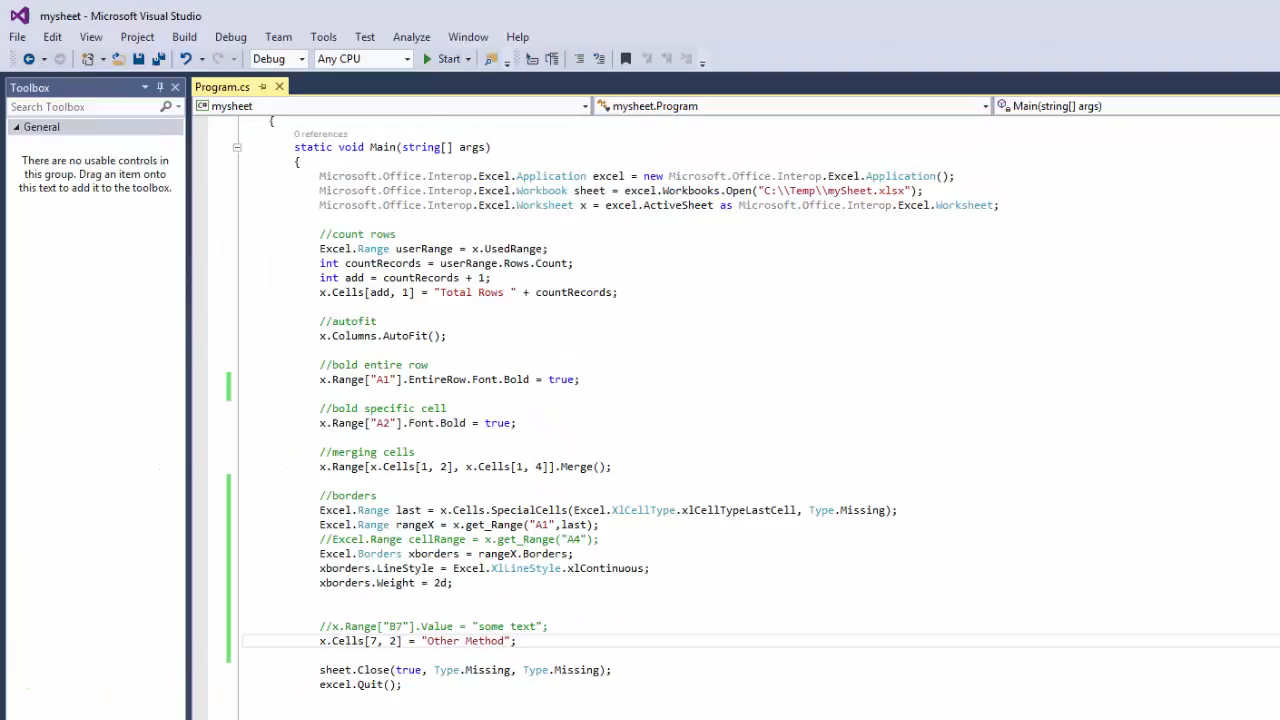 mysheet - Microsoft Visual Studio
File Edit View Project Build Debug Team Tools Test Analyze Window Help
Debug Any CPU Start
Toolbox
Program.cs
Search Toolbox
mysheet mysheet.Program Main(string[] args)
General
There are no usable controls in
this group. Drag an item onto
this text to add it to the toolbox.
{
0 references
static void Main(string[] args)
{
Microsoft.Office.Interop.Excel.Application excel = new Microsoft.Office.Interop.Excel.Application();
Microsoft.Office.Interop.Excel.Workbook sheet = excel.Workbooks.Open("C:\\Temp\\mySheet.xlsx");
Microsoft.Office.Interop.Excel.Worksheet x = excel.ActiveSheet as Microsoft.Office.Interop.Excel.Worksheet;
//count rows
Excel.Range userRange = x.UsedRange;
int countRecords = userRange.Rows.Count;
int add = countRecords + 1;
x.Cells[add, 1] = "Total Rows " + countRecords;
//autofit
x.Columns.AutoFit();
//bold entire row
x.Range["A1"].EntireRow.Font.Bold = true;
//bold specific cell
x.Range["A2"].Font.Bold = true;
//merging cells
x.Range[x.Cells[1, 2], x.Cells[1, 4]].Merge();
//borders
Excel.Range last = x.Cells.SpecialCells(Excel.XlCellType.xlCellTypeLastCell, Type.Missing);
Excel.Range rangeX = x.get_Range("A1",last);
//Excel.Range cellRange = x.get_Range("A4");
Excel.Borders xborders = rangeX.Borders;
xborders.LineStyle = Excel.XlLineStyle.xlContinuous;
xborders.Weight = 2d;
//x.Range["B7"].Value = "some text";
x.Cells[7, 2] = "Other Method";
sheet.Close(true, Type.Missing, Type.Missing);
excel.Quit();